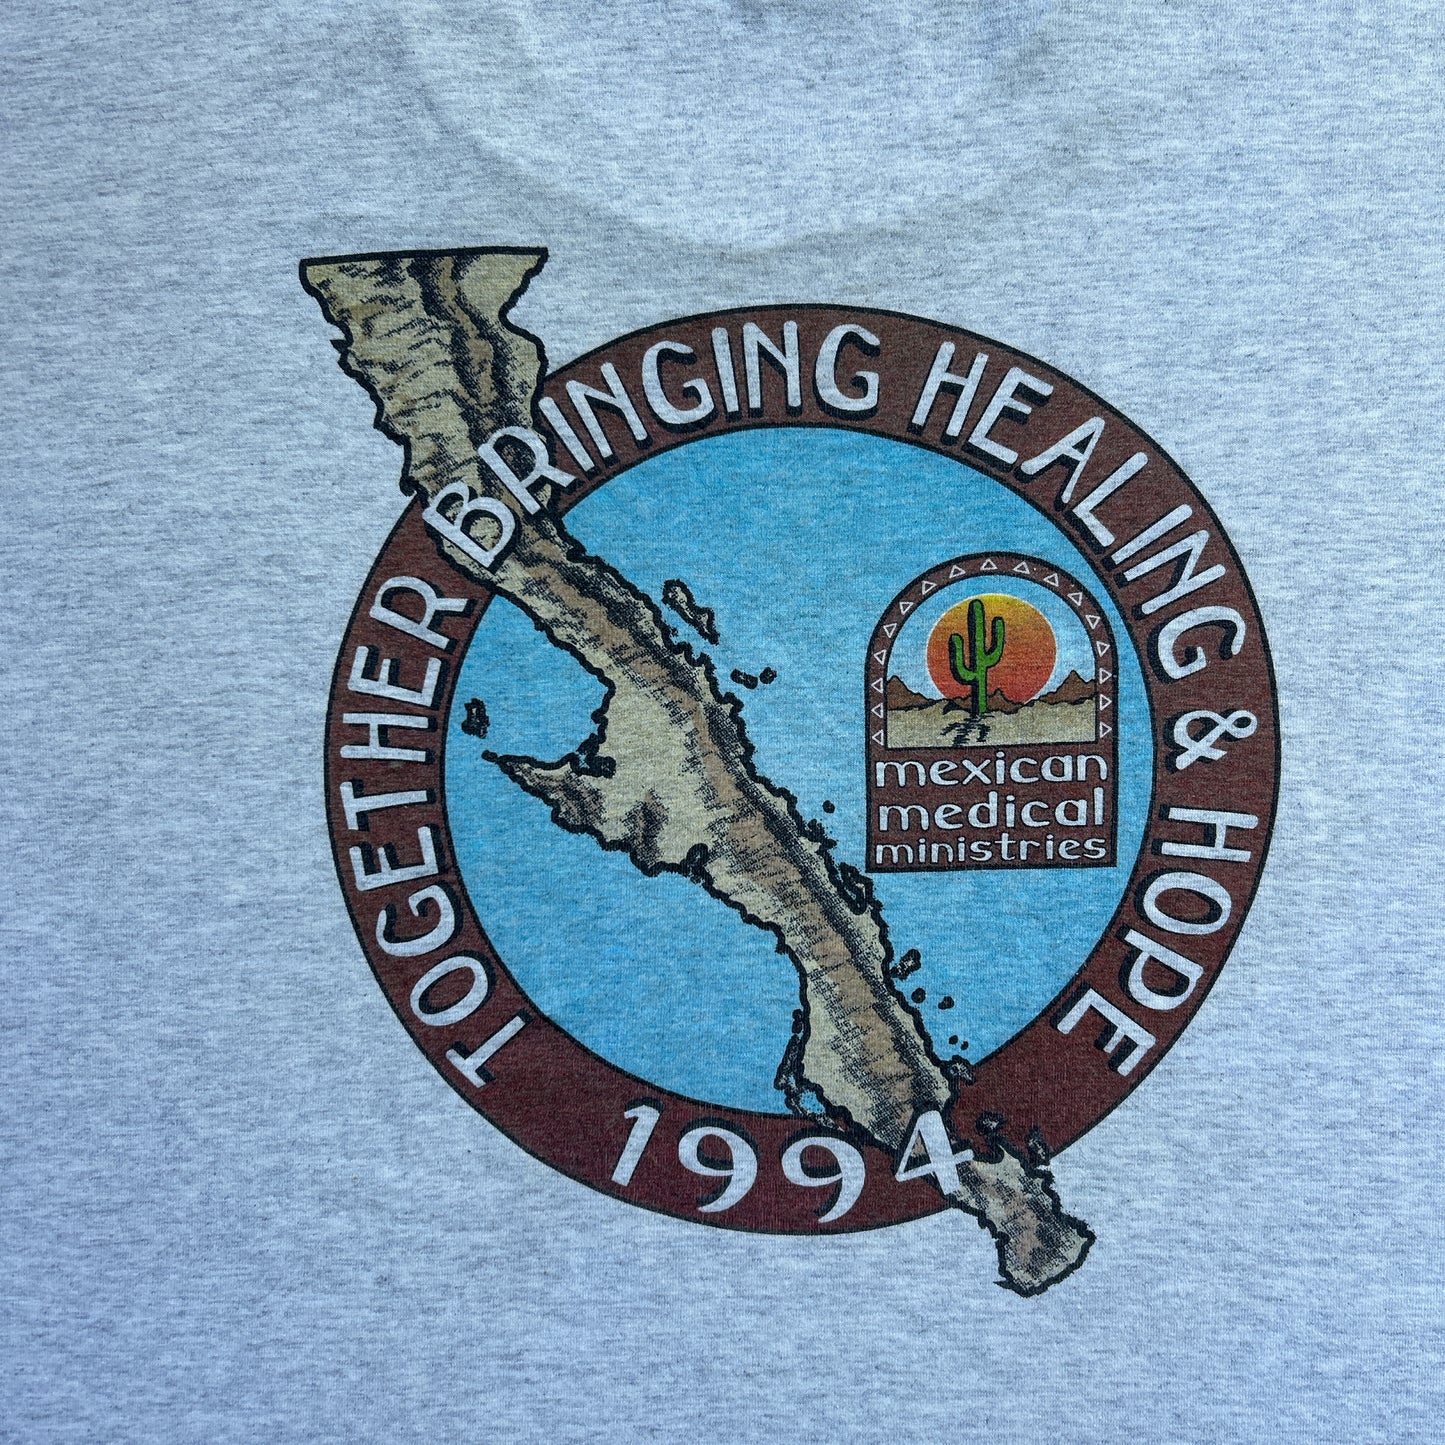 TOGETHER BRINGING HEALING & HOPE
1994
mexican
medical
ministries